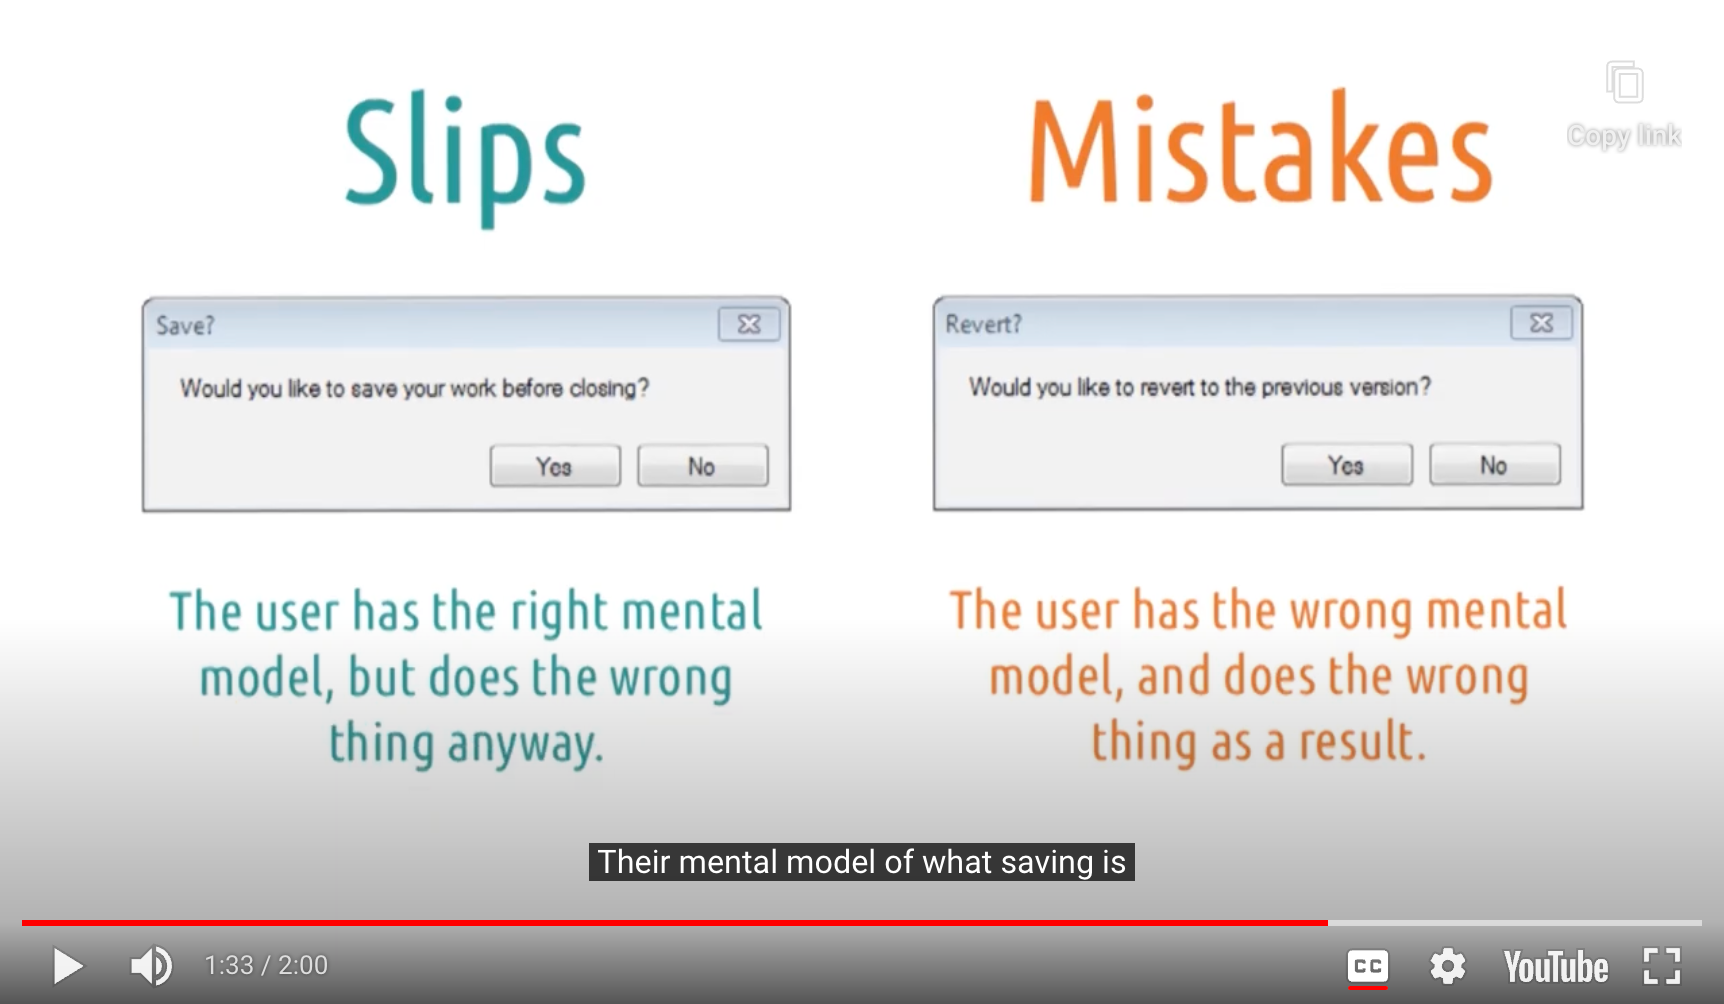 Slips
Mistakes
Copy link
Save?
Would you like to save your work before closing?
Yes
No
Revert?
Would you like to revert to the previous version?
Yes
No
The user has the right mental
model, but does the wrong
thing anyway.
The user has the wrong mental
model, and does the wrong
thing as a result.
Their mental model of what saving is
1:33 / 2:00
CC
YouTube